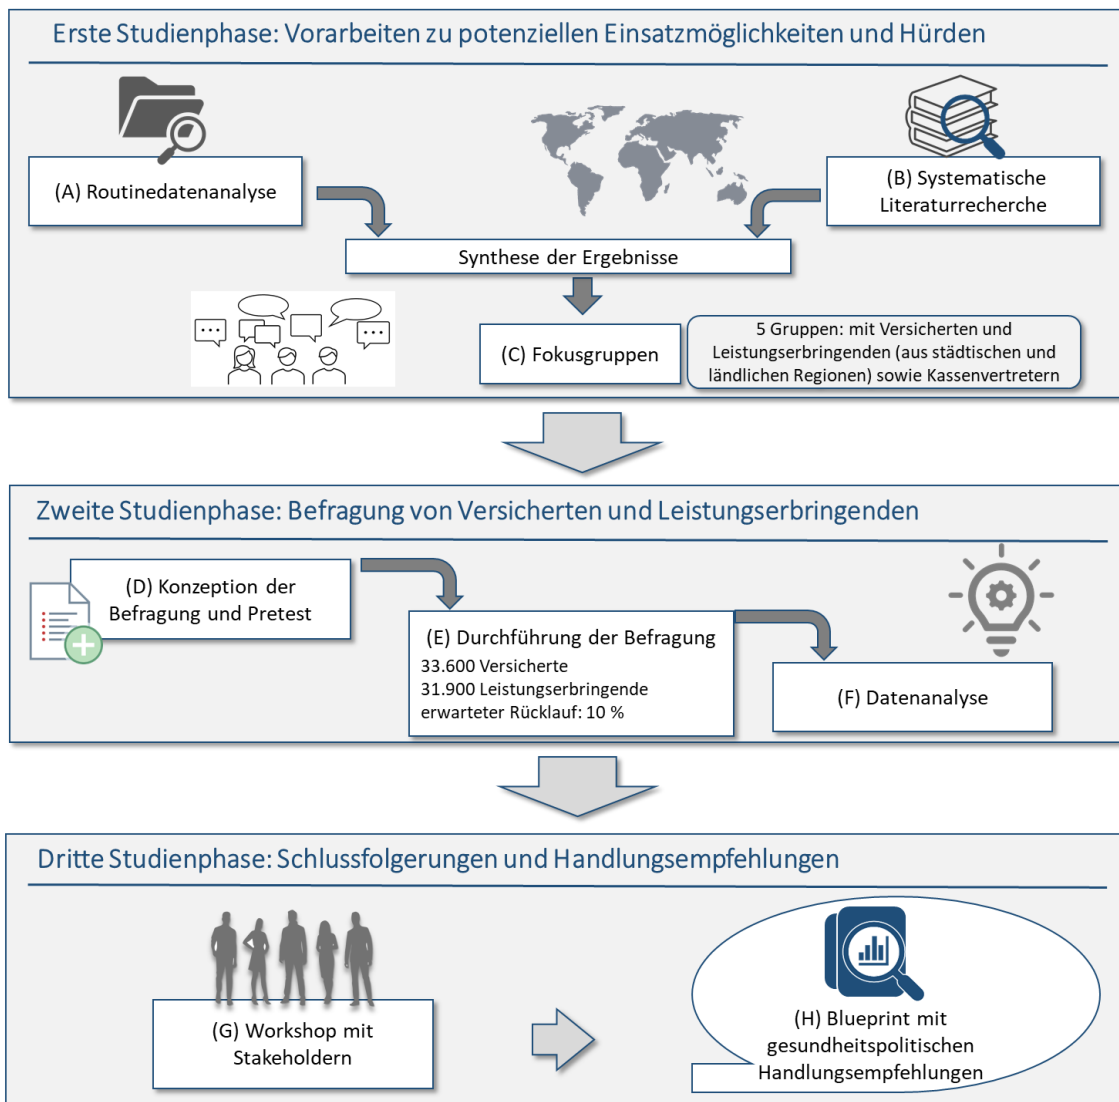 Erste Studienphase: Vorarbeiten zu potenziellen Einsatzmöglichkeiten und Hürden
(A) Routinedatenanalyse
(B) Systematische
Literaturrecherche
Synthese der Ergebnisse
(C) Fokusgruppen
5 Gruppen: mit Versicherten und
Leistungserbringenden (aus städtischen und
ländlichen Regionen) sowie Kassenvertretern
Zweite Studienphase: Befragung von Versicherten und Leistungserbringenden
(D) Konzeption der
Befragung und Pretest
(E) Durchführung der Befragung
33.600 Versicherte
31.900 Leistungserbringende
erwarteter Rücklauf: 10 %
(F) Datenanalyse
Dritte Studienphase: Schlussfolgerungen und Handlungsempfehlungen
(G) Workshop mit
Stakeholdern
(H) Blueprint mit
gesundheitspolitischen
Handlungsempfehlungen